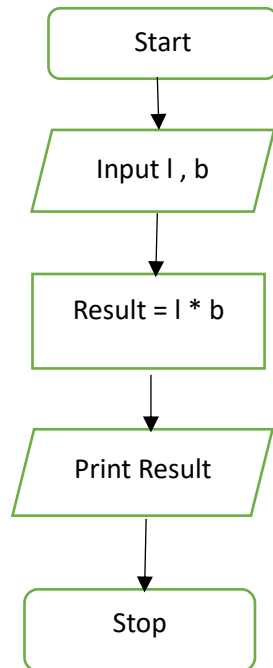 Start
Input l , b
Result = l * b
Print Result
Stop